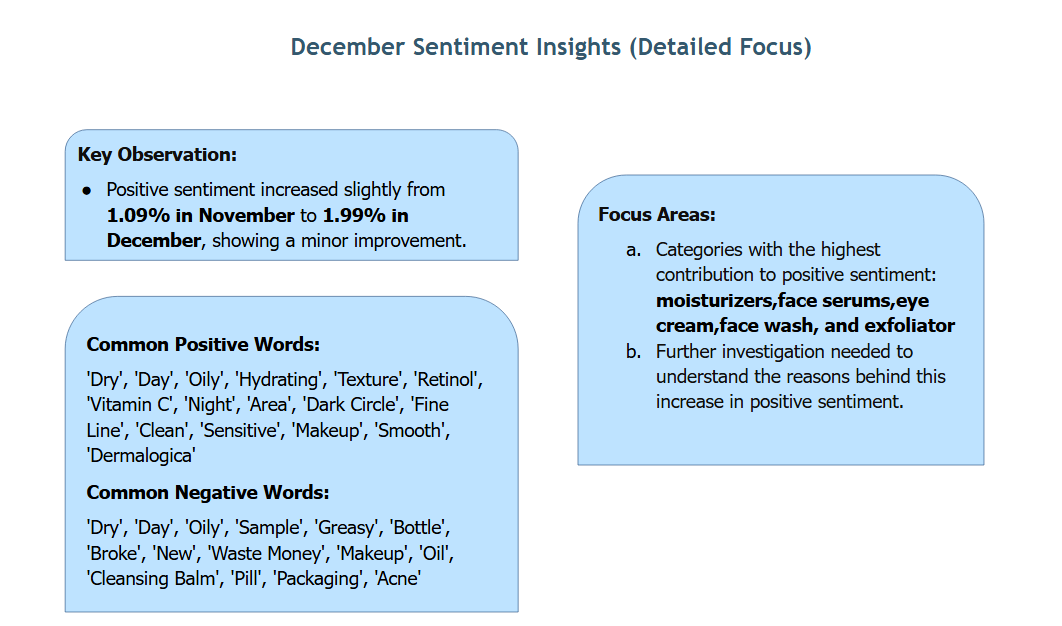 December Sentiment Insights (Detailed Focus)
Key Observation:
● Positive sentiment increased slightly from
1.09% in November to 1.99% in
December, showing a minor improvement.
Common Positive Words:
'Dry', 'Day', 'Oily', 'Hydrating', 'Texture', 'Retinol',
'Vitamin C', 'Night', 'Area', 'Dark Circle', 'Fine
Line', 'Clean', 'Sensitive', 'Makeup', 'Smooth',
'Dermalogica'
Common Negative Words:
'Dry', 'Day', 'Oily', 'Sample', 'Greasy', 'Bottle',
'Broke', 'New', 'Waste Money', 'Makeup', 'Oil',
'Cleansing Balm', 'Pill', 'Packaging', 'Acne'
Focus Areas:
a. Categories with the highest
contribution to positive sentiment:
moisturizers,face serums,eye
cream,face wash, and exfoliator
b. Further investigation needed to
understand the reasons behind this
increase in positive sentiment.